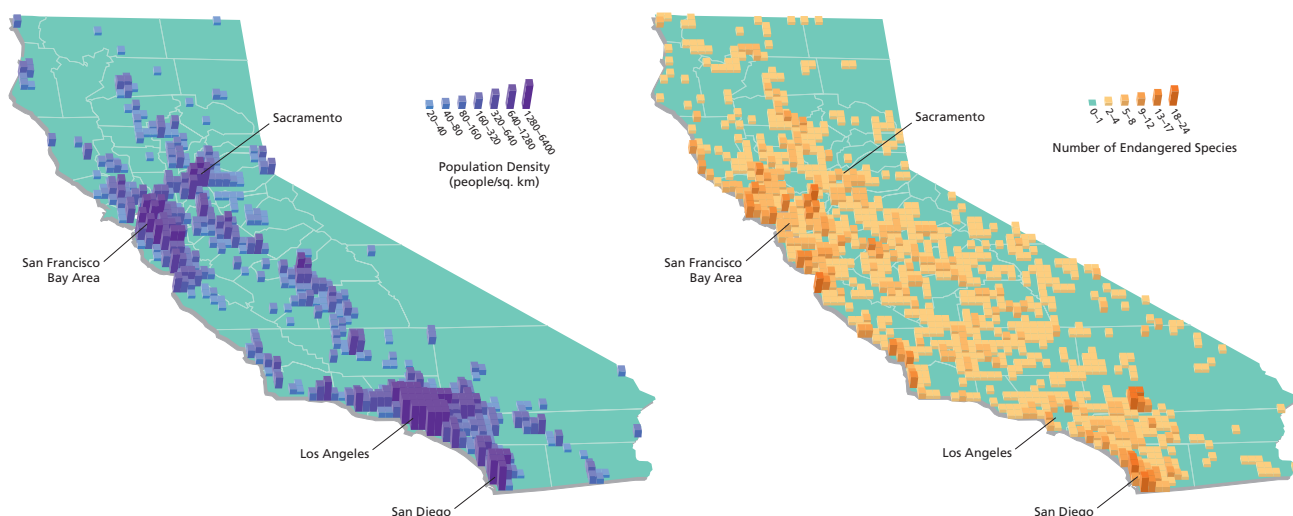 20–40
40–80
80–160
160–320
320–640
640–1280
1280–6400
Population Density
(people/sq. km)
Sacramento
San Francisco
Bay Area
Los Angeles
San Diego
0–1
2–4
5–8
9–12
13–17
18–24
Number of Endangered Species
Sacramento
San Francisco
Bay Area
Los Angeles
San Diego